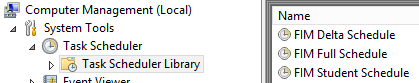 Computer Management (Local)
System Tools
Task Scheduler
Task Scheduler Library
Event Viewer
Name
FIM Delta Schedule
FIM Full Schedule
FIM Student Schedule